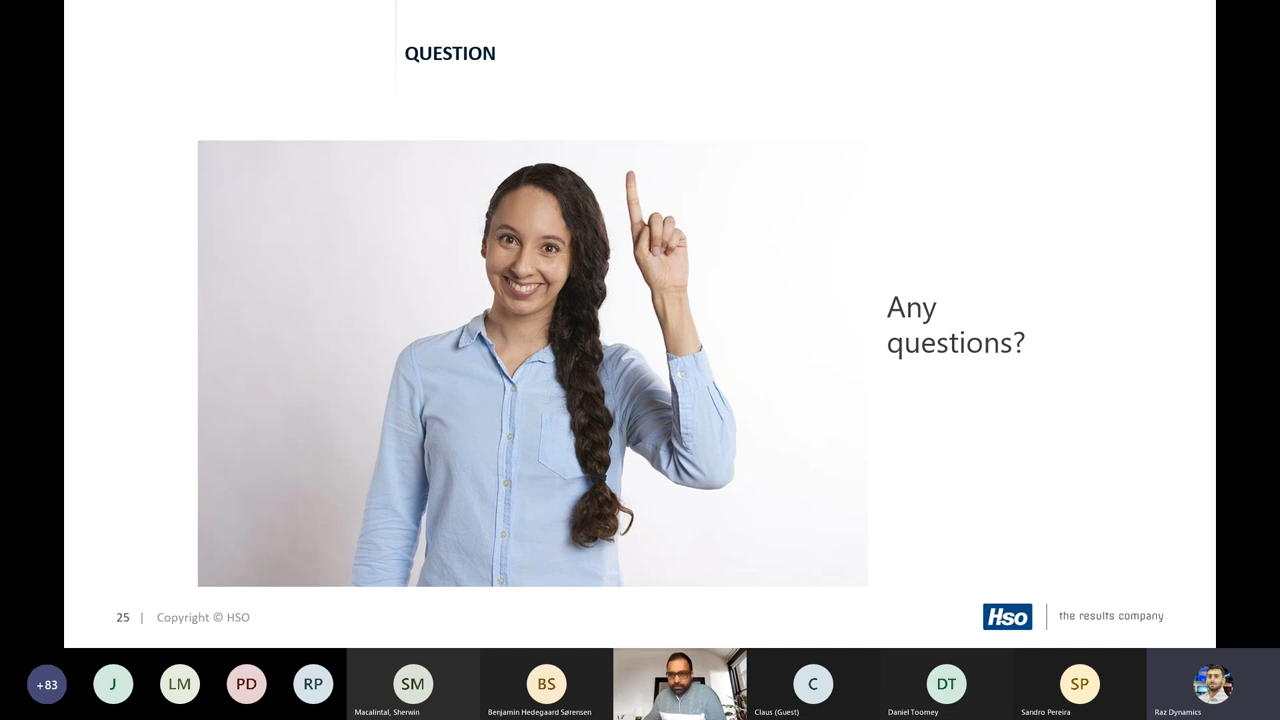 QUESTION
Any
questions?
25 | Copyright © HSO
Hso | the results company
+83
J
LM
PD
RP
SM
Macalintal, Sherwin
BS
Benjamin Hedegaard Sørensen
C
Claus (Guest)
DT
Daniel Toomey
SP
Sandro Pereira
Raz Dynamics